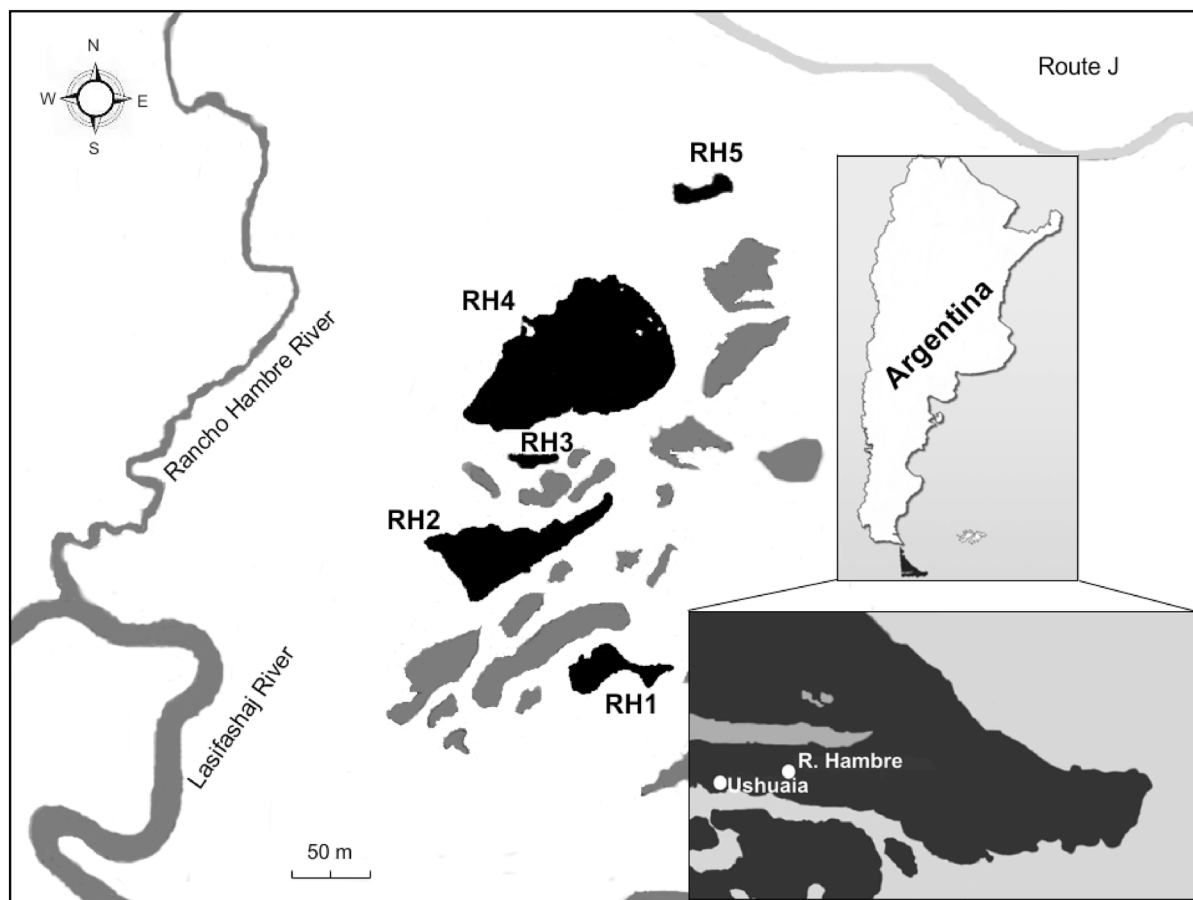 N
W
E
S
Route J
RH5
RH4
Argentina
Rancho Hambre River
RH3
RH2
RH1
Lasifashaj River
R. Hambre
Ushuaia
50 m